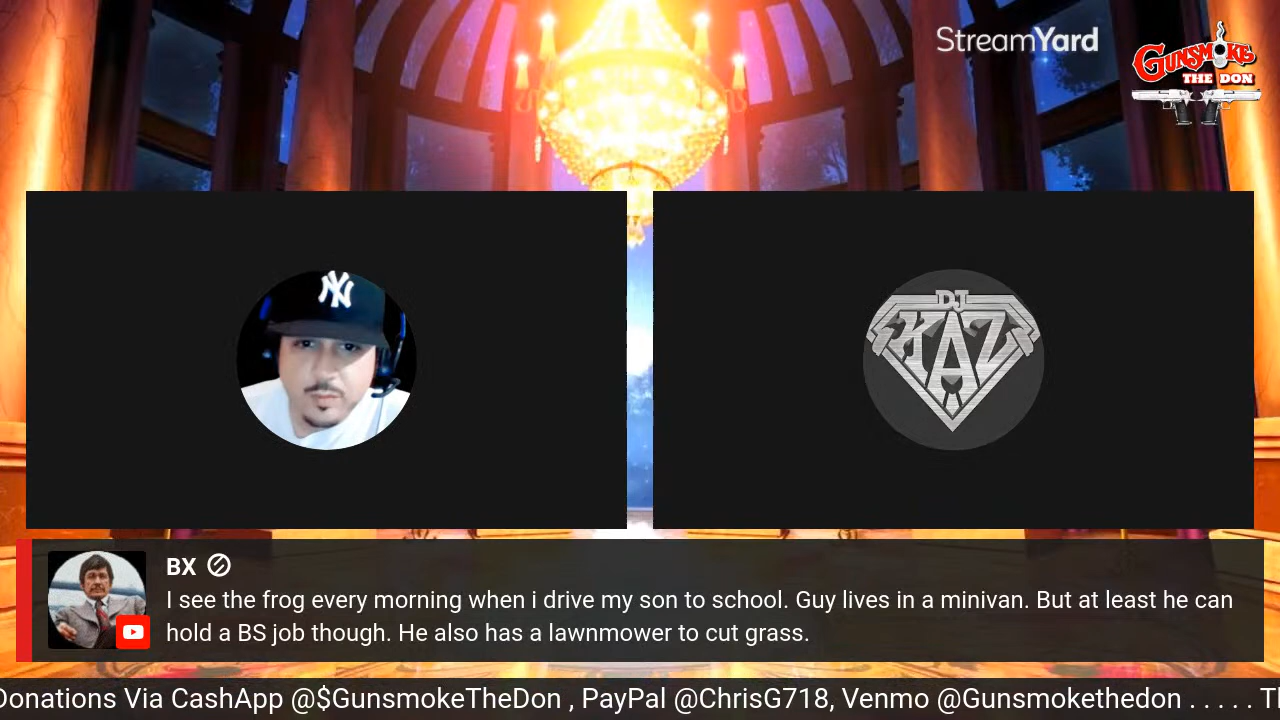 StreamYard
GUNSMOKE
THE DON
NY
DJ
KAZ
BX
I see the frog every morning when i drive my son to school. Guy lives in a minivan. But at least he can
hold a BS job though. He also has a lawnmower to cut grass.
Donations Via CashApp @$GunsmokeTheDon , PayPal @ChrisG718, Venmo @Gunsmokethedon . . . . . T